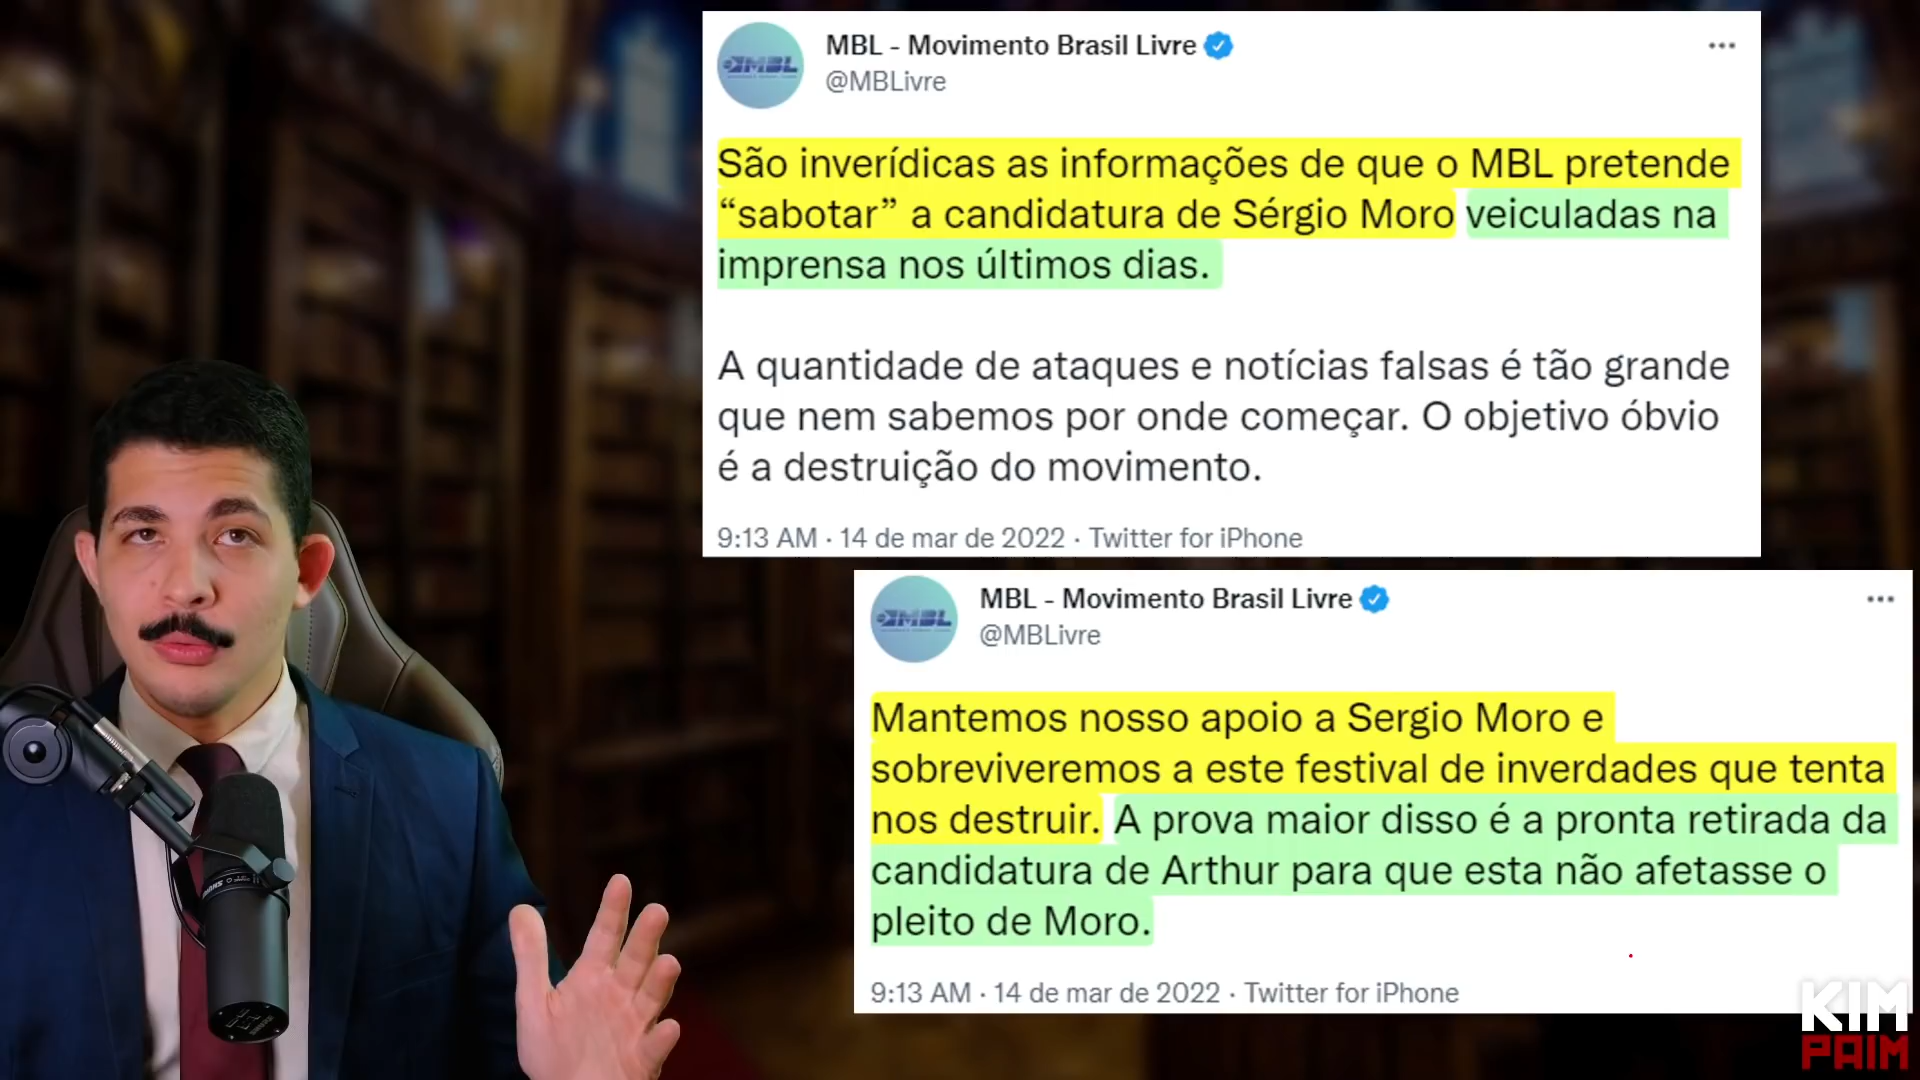 MBL - Movimento Brasil Livre
@MBLivre
São inverídicas as informações de que o MBL pretende
“sabotar” a candidatura de Sérgio Moro veiculadas na
imprensa nos últimos dias.
A quantidade de ataques e notícias falsas é tão grande
que nem sabemos por onde começar. O objetivo óbvio
é a destruição do movimento.
9:13 AM · 14 de mar de 2022 · Twitter for iPhone
MBL - Movimento Brasil Livre
@MBLivre
Mantemos nosso apoio a Sergio Moro e
sobreviveremos a este festival de inverdades que tenta
nos destruir. A prova maior disso é a pronta retirada da
candidatura de Arthur para que esta não afetasse o
pleito de Moro.
9:13 AM · 14 de mar de 2022 · Twitter for iPhone
MBL
MBL
SHURE
KIM
PAIM